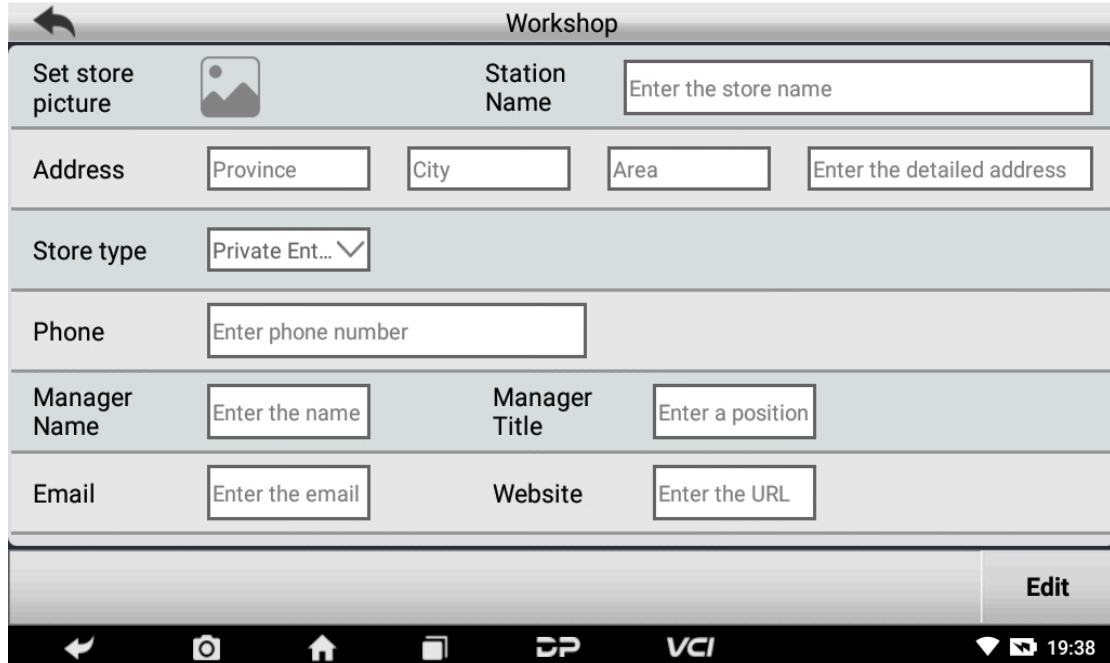 Workshop
Set store
picture
Station
Name
Enter the store name
Address
Province
City
Area
Enter the detailed address
Store type
Private Ent...
Phone
Enter phone number
Manager
Name
Enter the name
Manager
Title
Enter a position
Email
Enter the email
Website
Enter the URL
Edit
DP
VCI
19:38